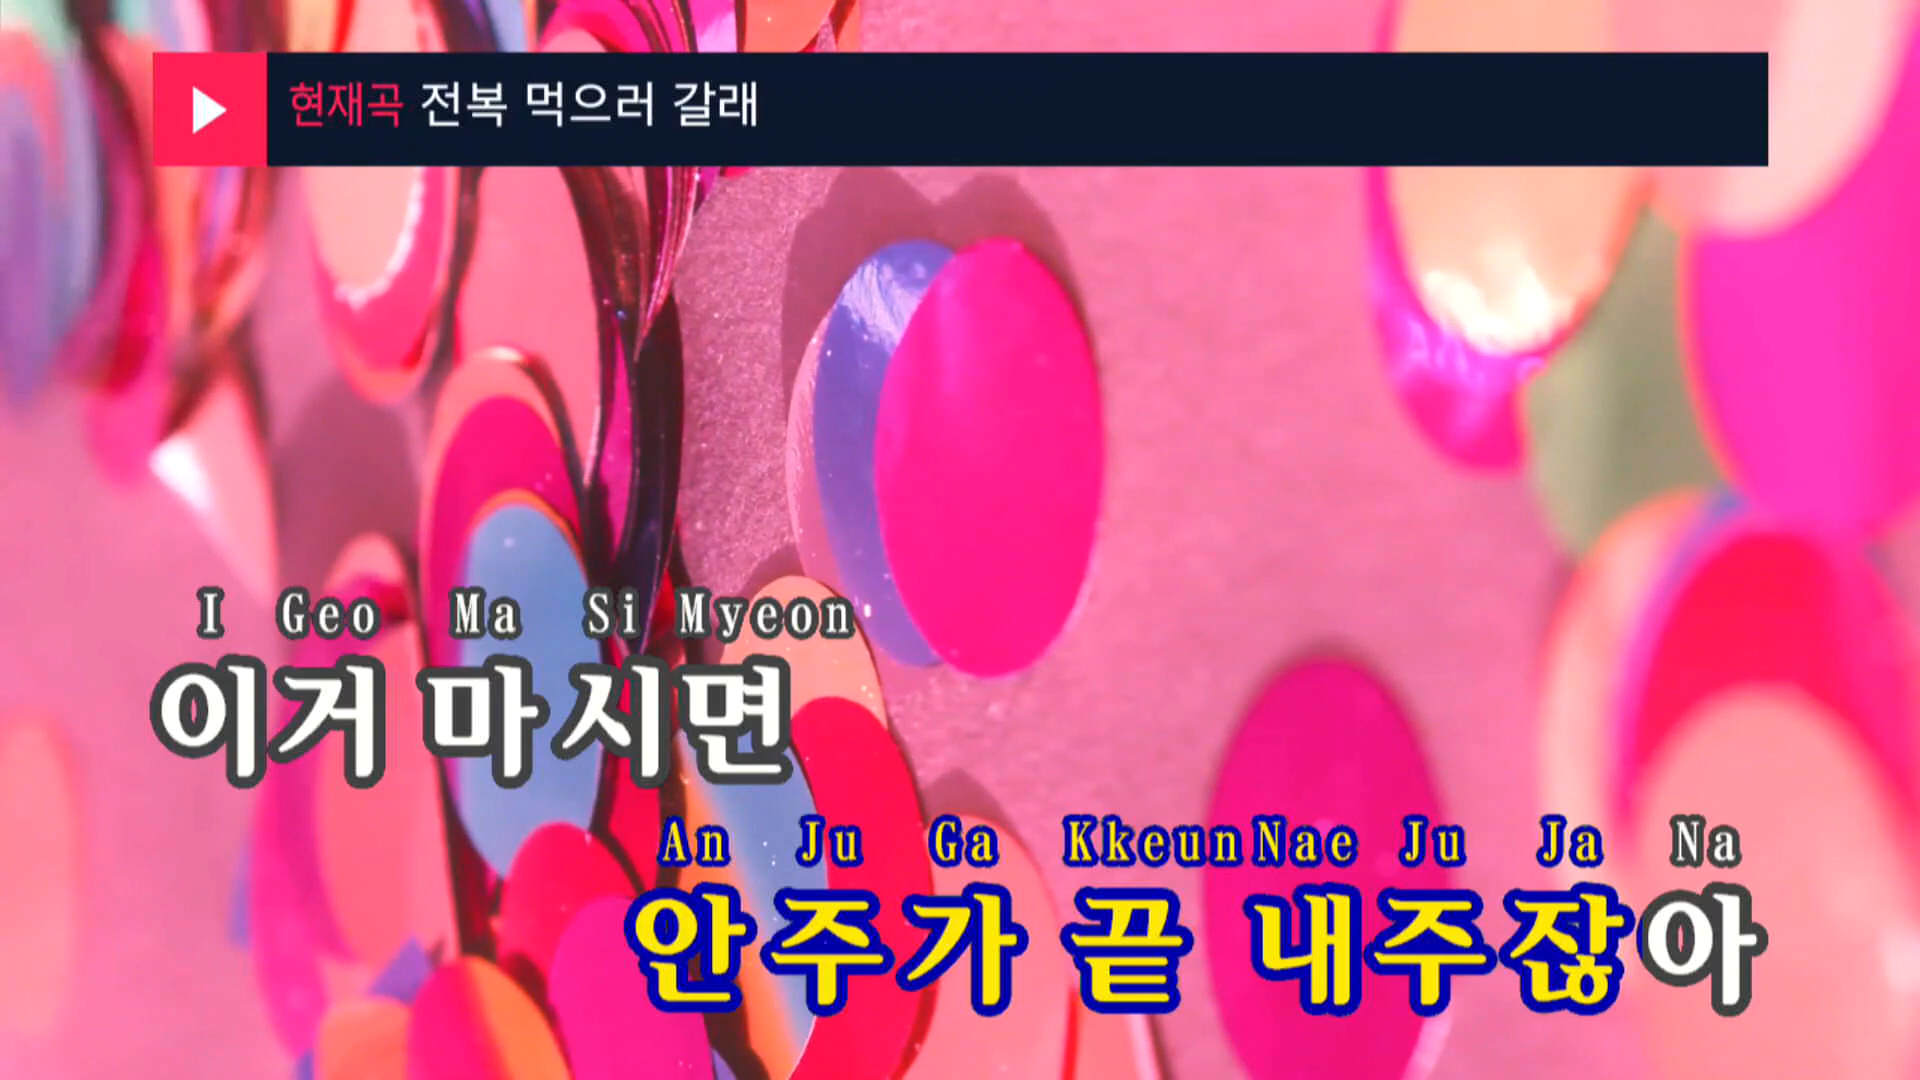 현재곡 전복 먹으러 갈래
I Geo Ma Si Myeon
이거 마시면
An Ju Ga Kkeun Nae Ju Ja Na
안주가 끝 내주잖아